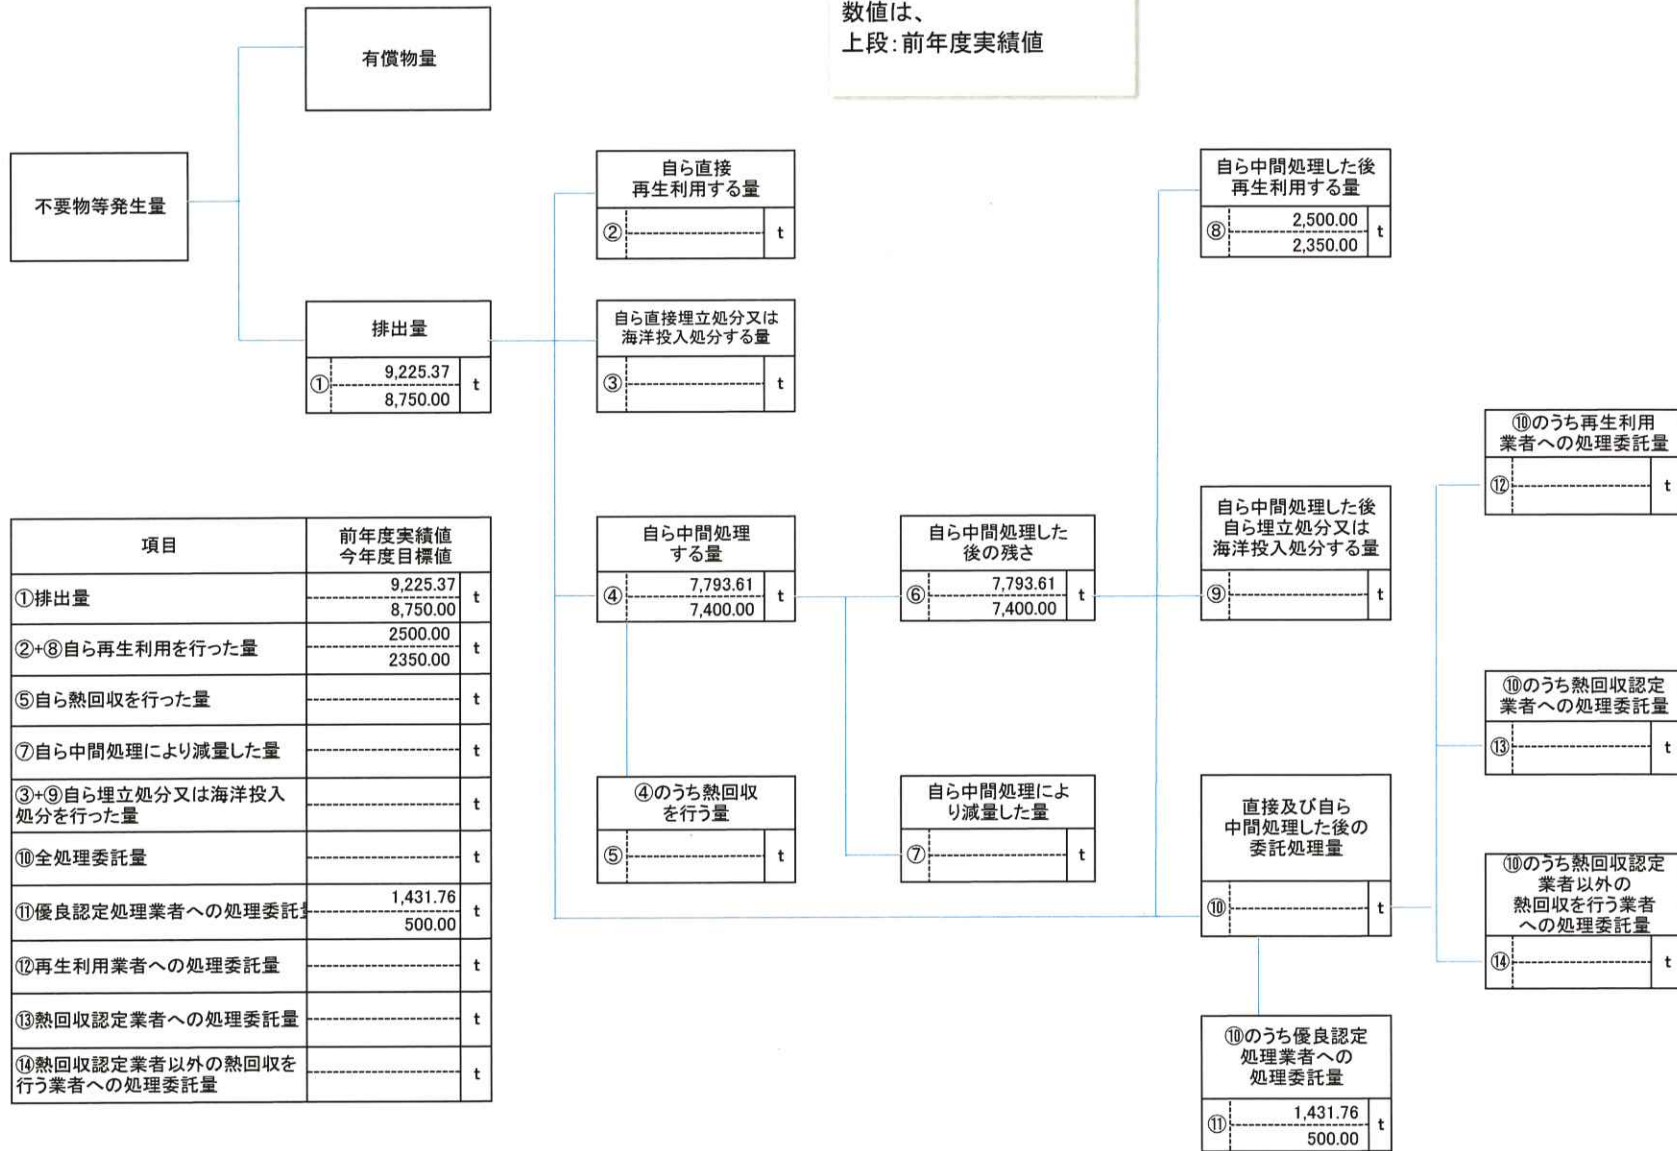 数値は、
上段：前年度実績値
有償物量
不要物等発生量
排出量
① 9,225.37 t
8,750.00
自ら直接
再生利用する量
② t
自ら直接埋立処分又は
海洋投入処分する量
③ t
自ら中間処理
する量
④ 7,793.61 t
7,400.00
④のうち熱回収
を行う量
⑤ t
自ら中間処理した
後の残さ
⑥ 7,793.61 t
7,400.00
自ら中間処理によ
り減量した量
⑦ t
自ら中間処理した後
再生利用する量
⑧ 2,500.00 t
2,350.00
自ら中間処理した後
自ら埋立処分又は
海洋投入処分する量
⑨ t
直接及び自ら
中間処理した後の
委託処理量
⑩ t
⑩のうち優良認定
処理業者への
処理委託量
⑪ 1,431.76 t
500.00
⑩のうち再生利用
業者への処理委託量
⑫ t
⑩のうち熱回収認定
業者への処理委託量
⑬ t
⑩のうち熱回収認定
業者以外の
熱回収を行う業者
への処理委託量
⑭ t
項目 前年度実績値
今年度目標値
①排出量 9,225.37 t
8,750.00
②+⑧自ら再生利用を行った量 2500.00 t
2350.00
⑤自ら熱回収を行った量 t
⑦自ら中間処理により減量した量 t
③+⑨自ら埋立処分又は海洋投入
処分を行った量 t
⑩全処理委託量 t
⑪優良認定処理業者への処理委託 1,431.76 t
500.00
⑫再生利用業者への処理委託量 t
⑬熱回収認定業者への処理委託量 t
⑭熱回収認定業者以外の熱回収を
行う業者への処理委託量 t